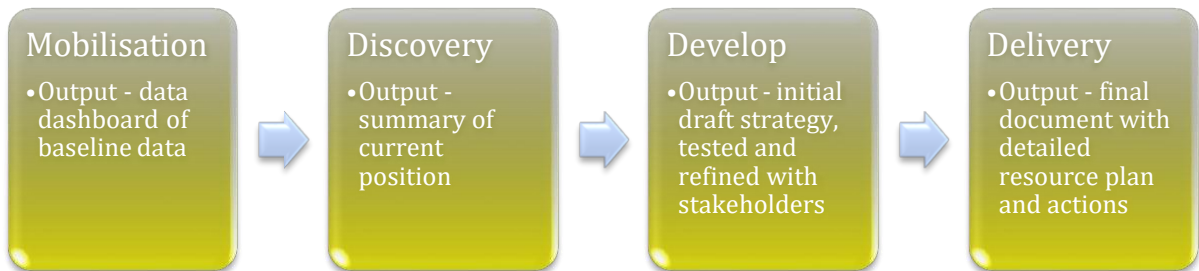 Mobilisation
•Output - data
dashboard of
baseline data
Discovery
•Output -
summary of
current
position
Develop
•Output - initial
draft strategy,
tested and
refined with
stakeholders
Delivery
•Output - final
document with
detailed
resource plan
and actions